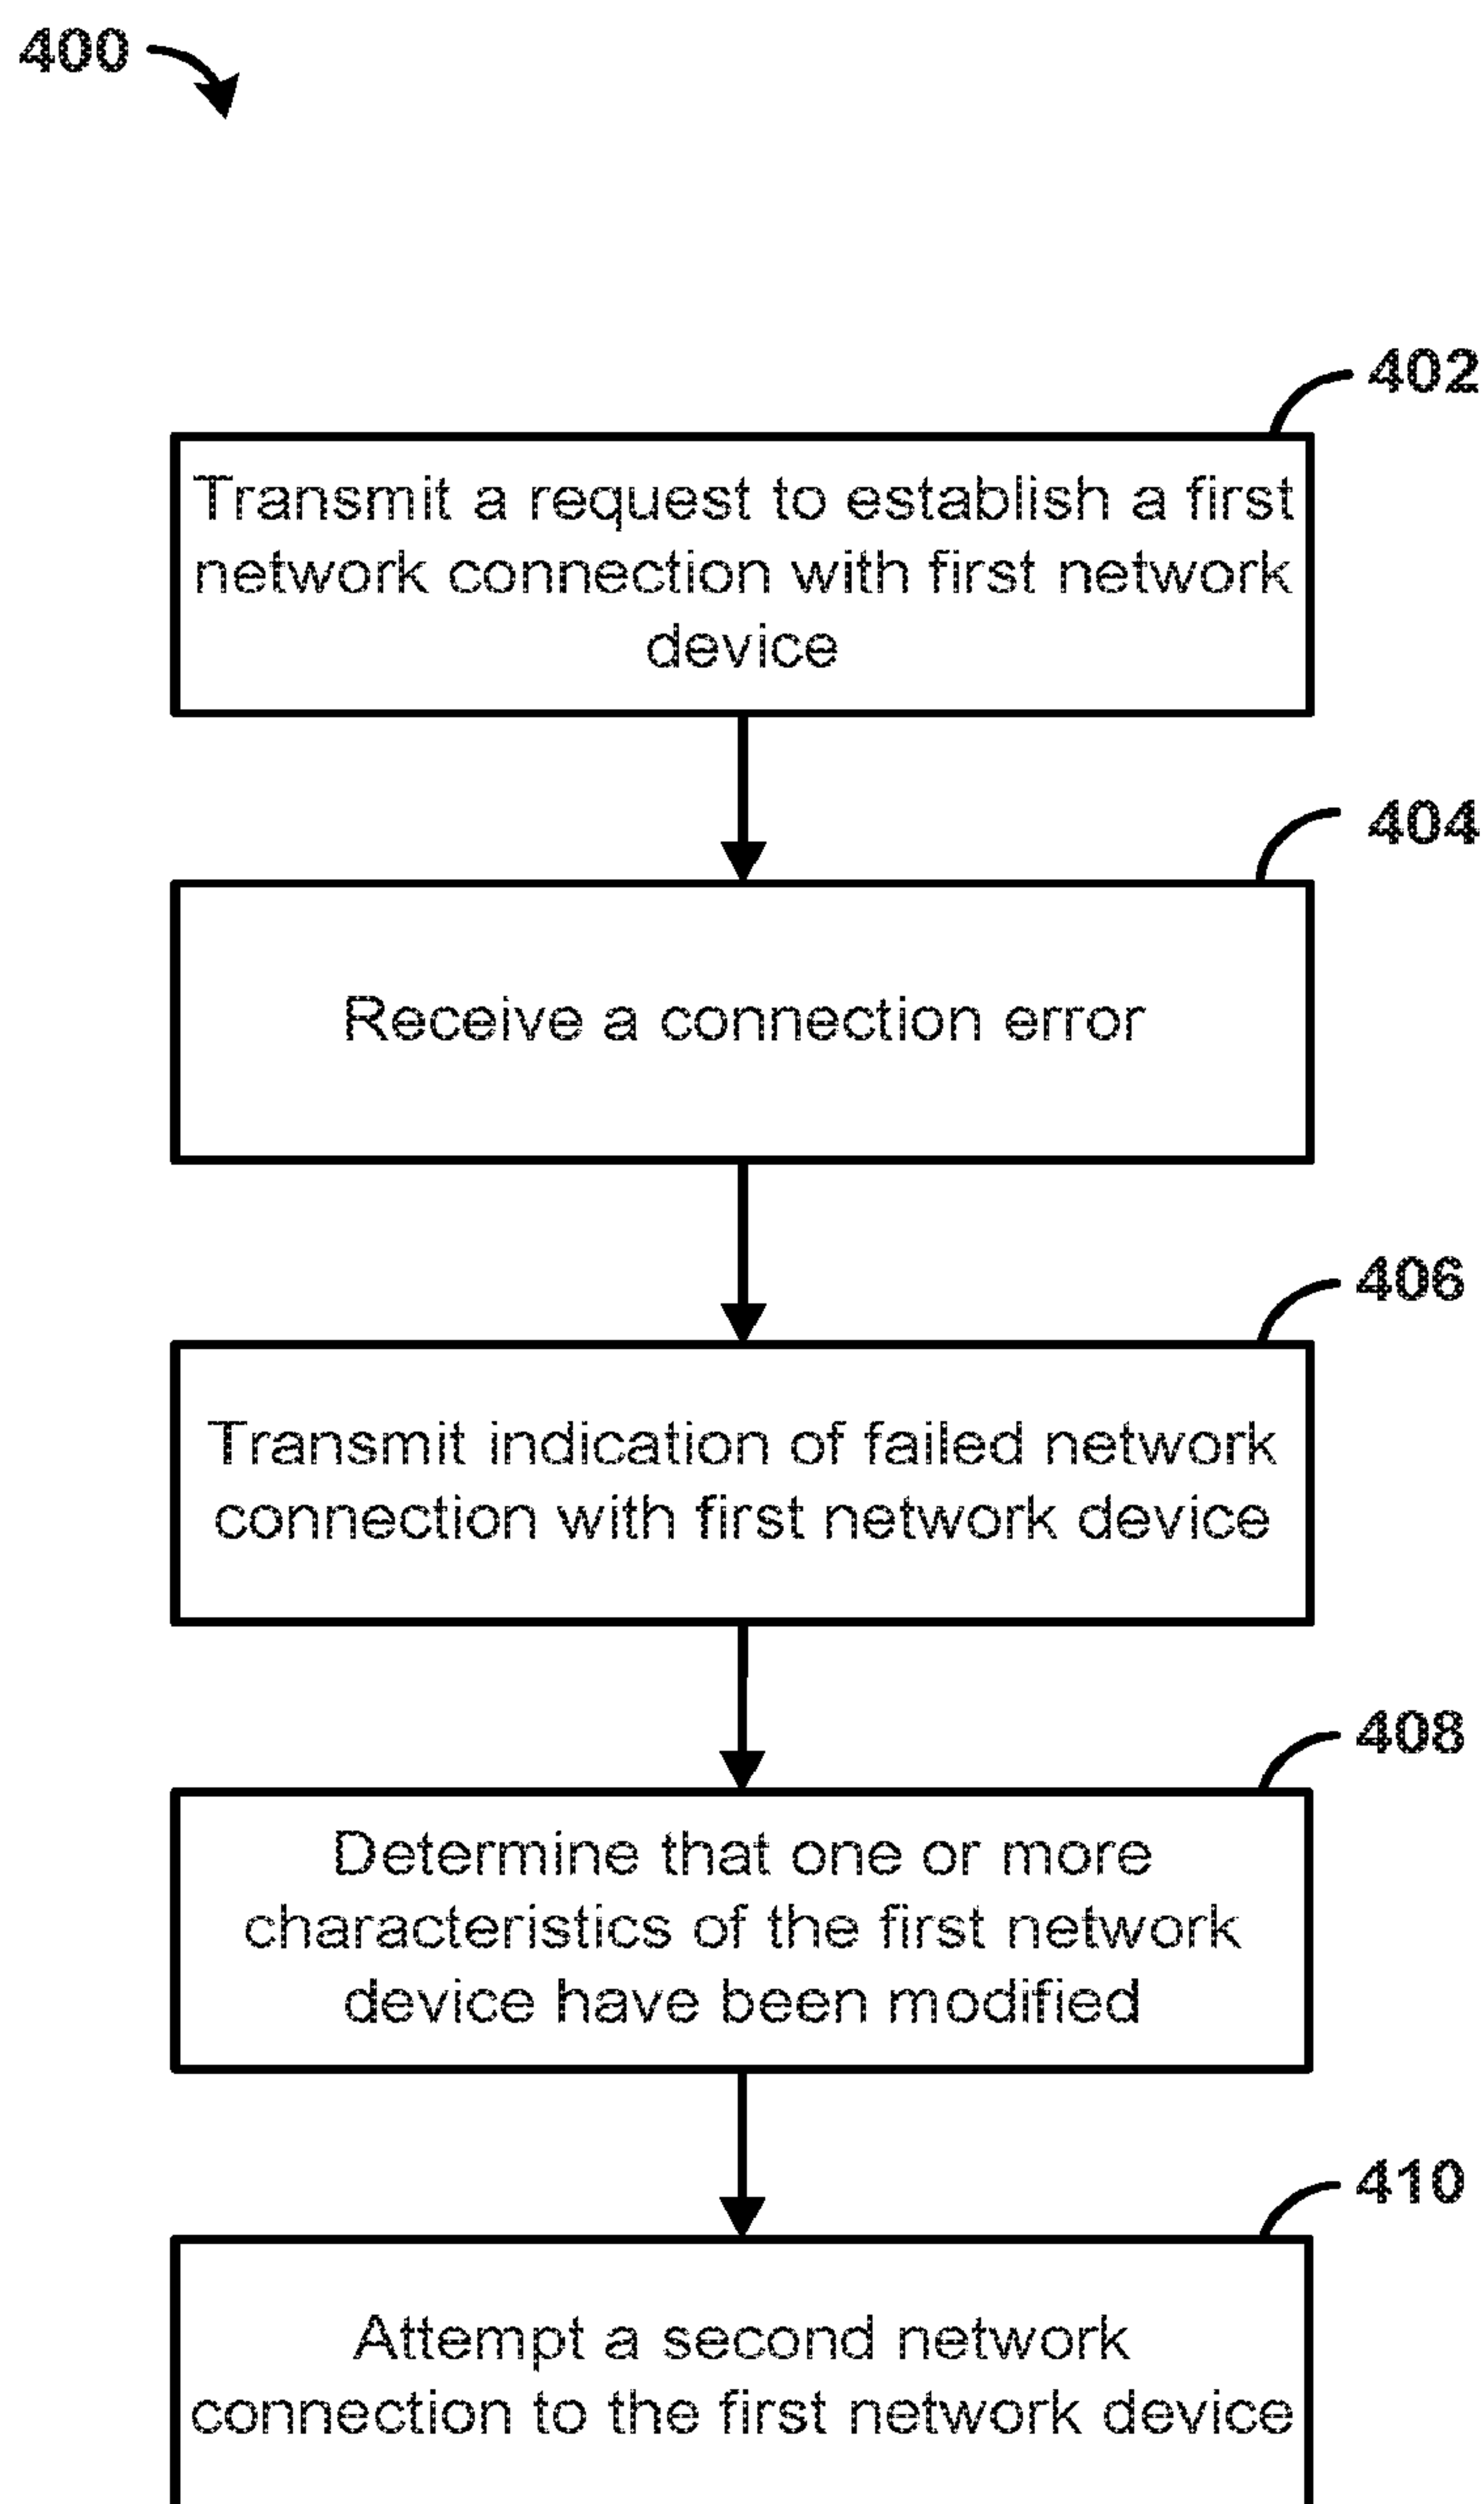 400
402
Transmit a request to establish a first
network connection with first network
device
404
Receive a connection error
406
Transmit indication of failed network
connection with first network device
408
Determine that one or more
characteristics of the first network
device have been modified
410
Attempt a second network
connection to the first network device